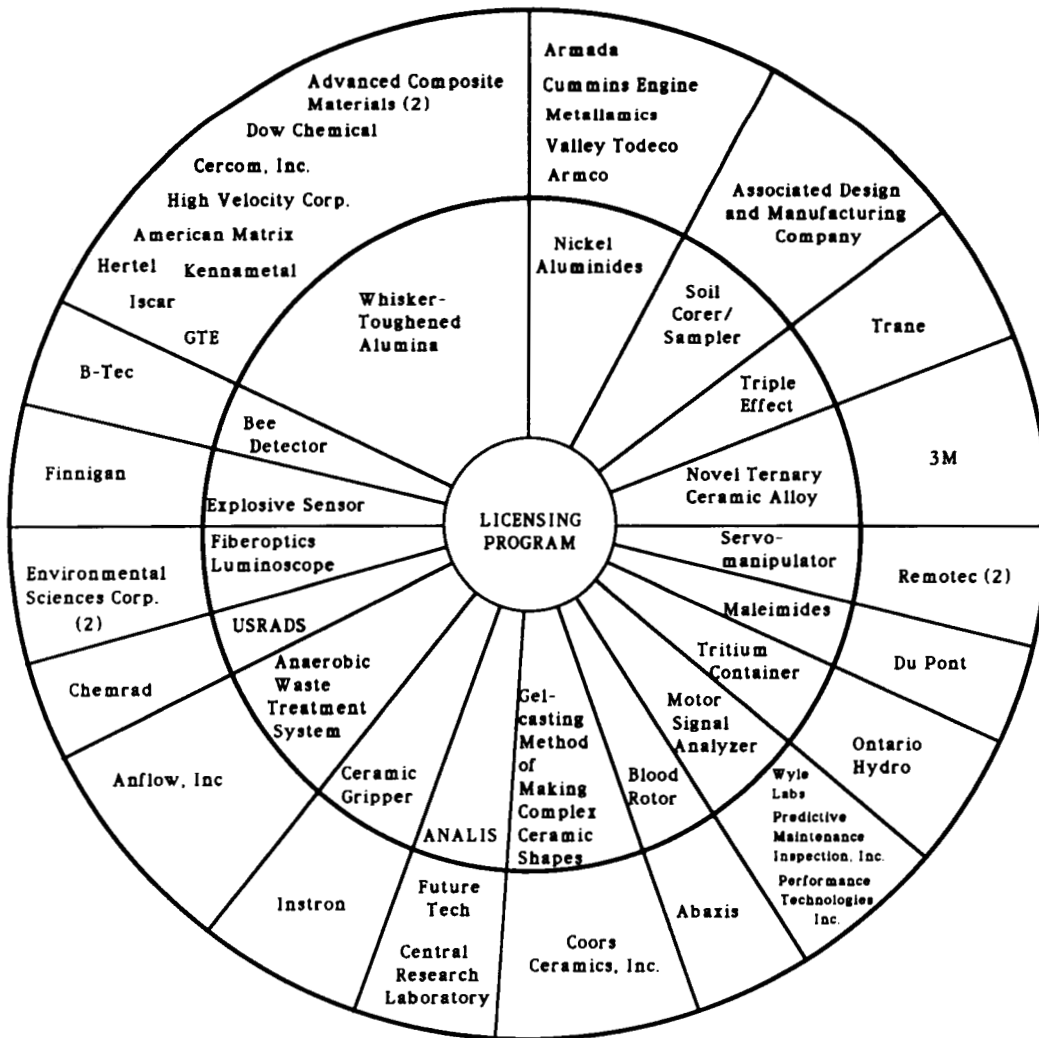 Armada
Cummins Engine
Metallamics
Valley Todeco
Armco
Nickel
Aluminides
Associated Design
and Manufacturing
Company
Soil
Corer/
Sampler
Trane
Triple
Effect
3M
Novel Ternary
Ceramic Alloy
Remotec (2)
Servo-
manipulator
Du Pont
Maleimides
Ontario
Hydro
Tritium
Container
Wyle
Labs
Predictive
Maintenance
Inspection, Inc.
Performance
Technologies
Inc.
Motor
Signal
Analyzer
Abaxis
Blood
Rotor
Coors
Ceramics, Inc.
Gel-
casting
Method
of
Making
Complex
Ceramic
Shapes
Future
Tech
Central
Research
Laboratory
ANALIS
Instron
Ceramic
Gripper
Anflow, Inc
Anaerobic
Waste
Treatment
System
Chemrad
USRADS
Environmental
Sciences Corp.
(2)
Fiberoptics
Luminoscope
Finnigan
Explosive Sensor
B-Tec
Bee
Detector
Advanced Composite
Materials (2)
Dow Chemical
Cercom, Inc.
High Velocity Corp.
American Matrix
Hertel
Kennametal
Iscar
GTE
Whisker-
Toughened
Alumina
LICENSING
PROGRAM